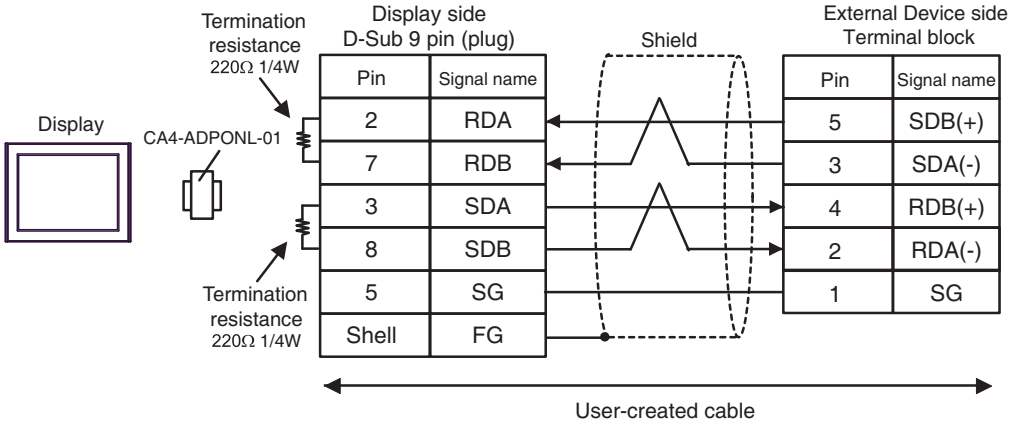 Termination
resistance
220Ω 1/4W
Display side
D-Sub 9 pin (plug)
Shield
External Device side
Terminal block
Display
CA4-ADPONL-01
Pin Signal name
2 RDA
7 RDB
3 SDA
8 SDB
5 SG
Shell FG
Pin Signal name
5 SDB(+)
3 SDA(-)
4 RDB(+)
2 RDA(-)
1 SG
Termination
resistance
220Ω 1/4W
User-created cable